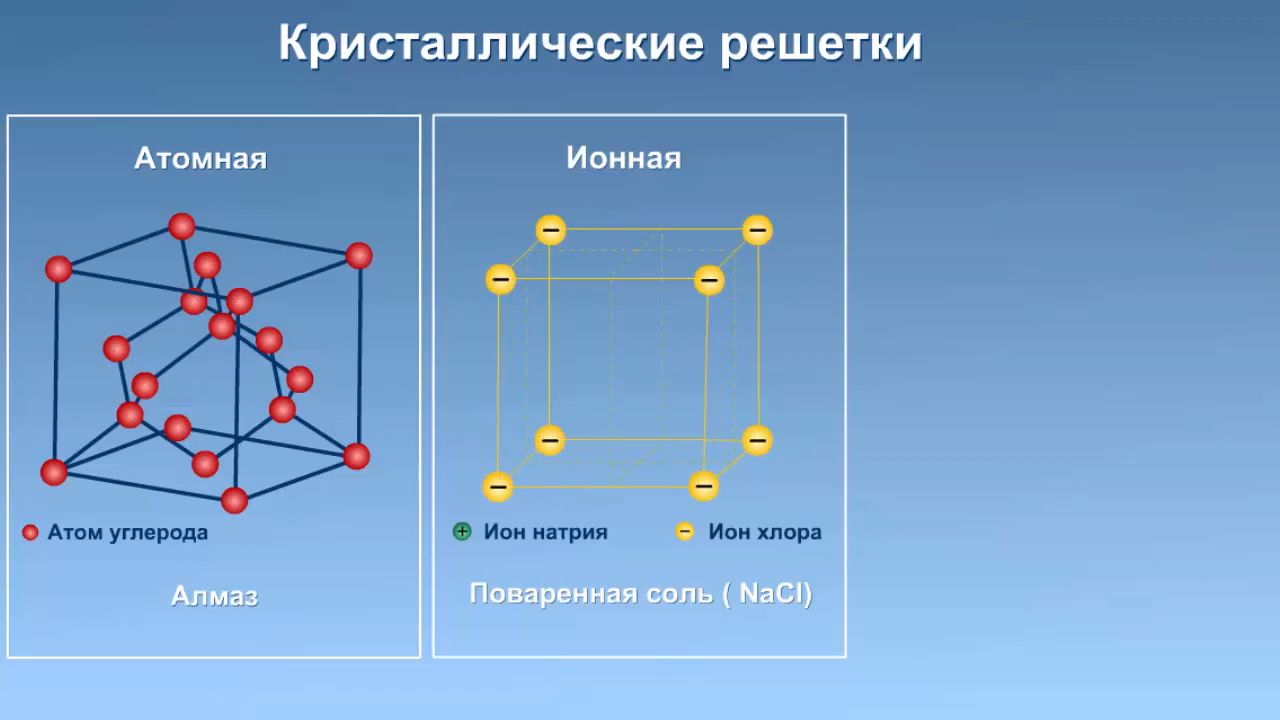 Кристаллические решетки
Атомная
Атом углерода
Алмаз
Ионная
+ Ион натрия − Ион хлора
Поваренная соль ( NaCl)